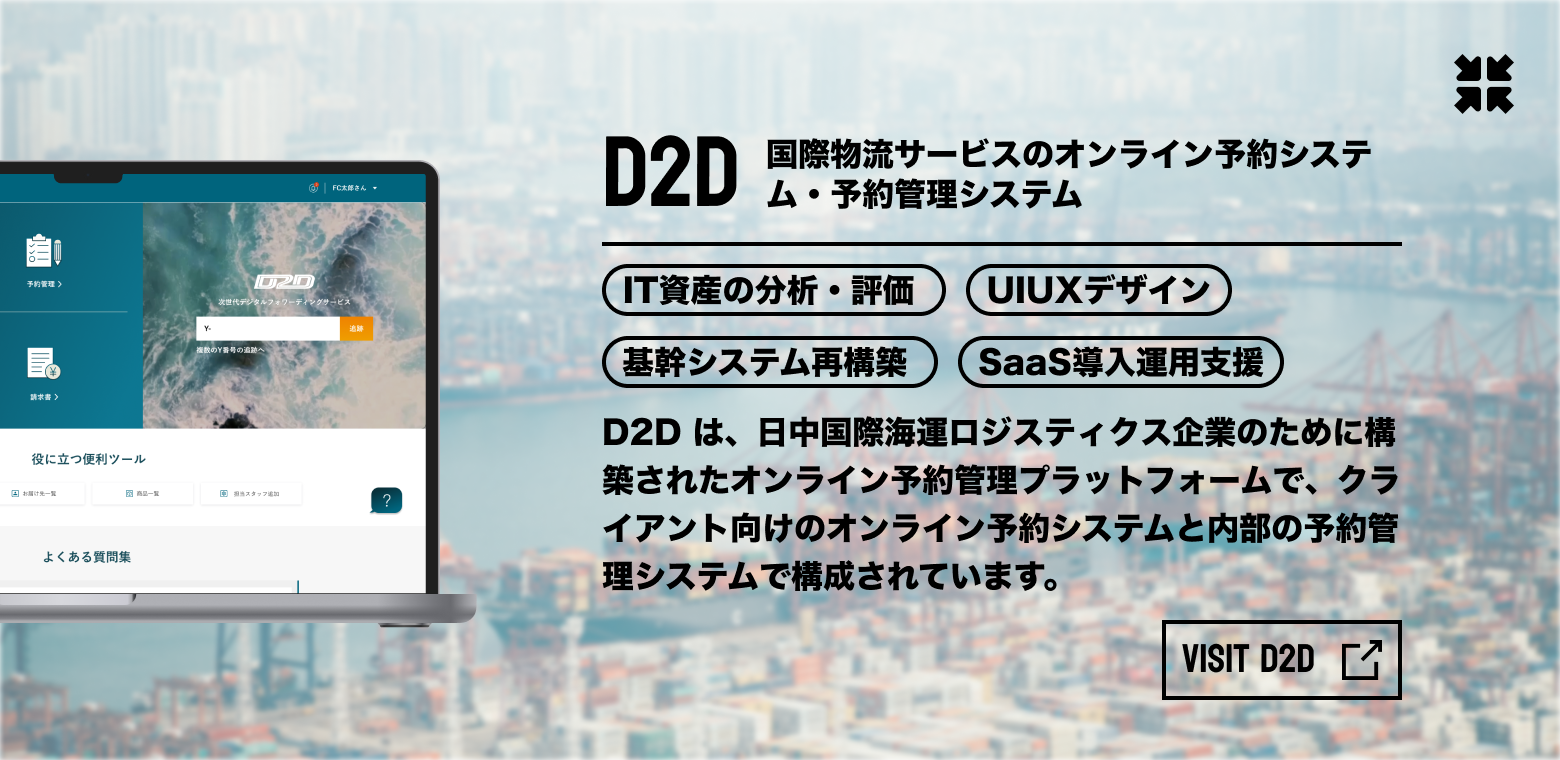 FC太郎さん
予約管理
D2D
次世代デジタルフォワーディングサービス
Y-
追跡
複数のY番号の追跡へ
請求書
役に立つ便利ツール
お届け先一覧
商品一覧
担当スタッフ追加
?
よくある質問集
D2D
国際物流サービスのオンライン予約システ
ム・予約管理システム
IT資産の分析・評価
UIUXデザイン
基幹システム再構築
SaaS導入運用支援
D2D は、日中国際海運ロジスティクス企業のために構
築されたオンライン予約管理プラットフォームで、クラ
イアント向けのオンライン予約システムと内部の予約管
理システムで構成されています。
VISIT D2D